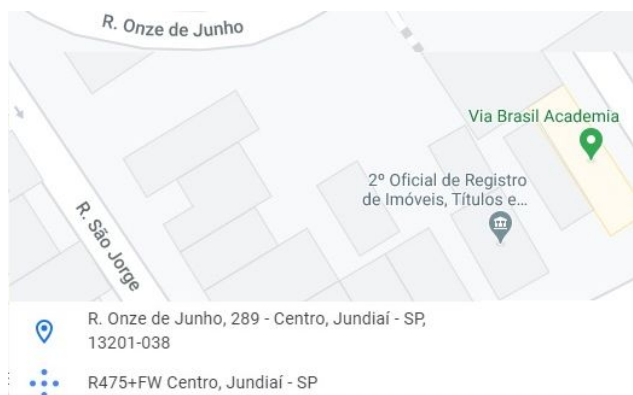 R. Onze de Junho
Via Brasil Academia
2º Oficial de Registro
de Imóveis, Títulos e...
R. São Jorge
R. Onze de Junho, 289 - Centro, Jundiaí - SP,
13201-038
R475+FW Centro, Jundiaí - SP